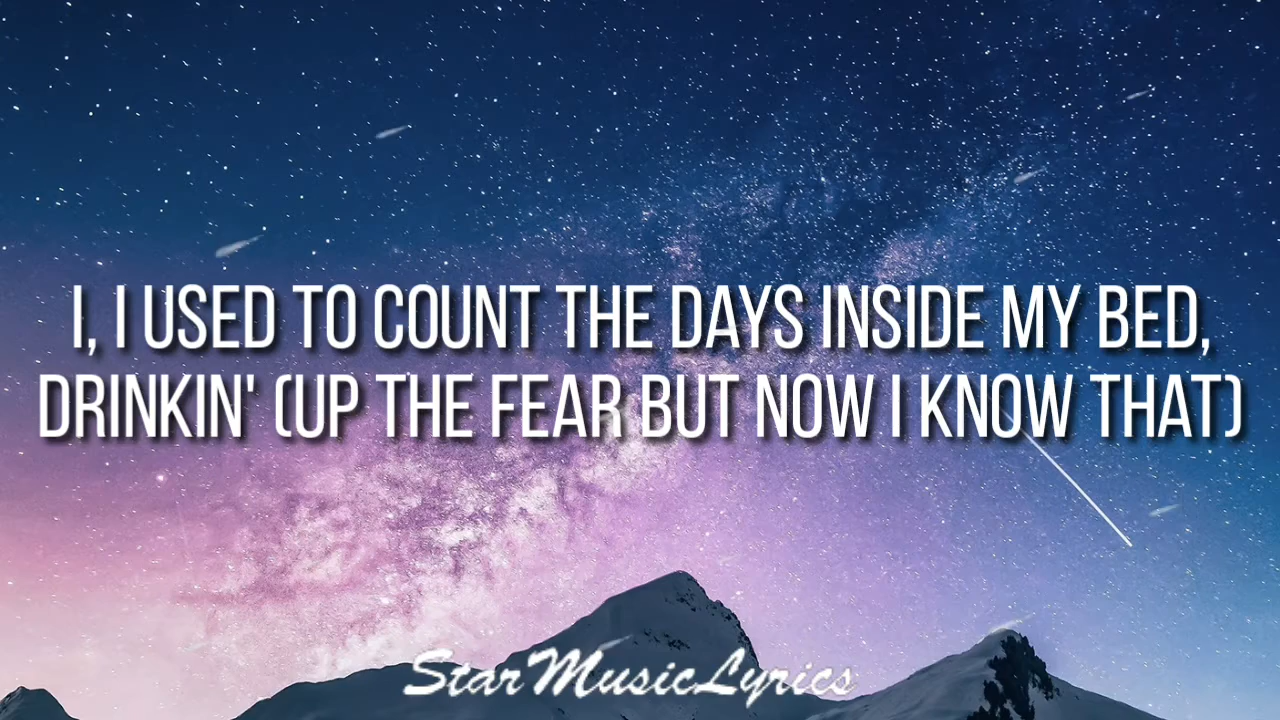 I, I USED TO COUNT THE DAYS INSIDE MY BED,
DRINKIN' (UP THE FEAR BUT NOW I KNOW THAT)
StarMusicLyrics